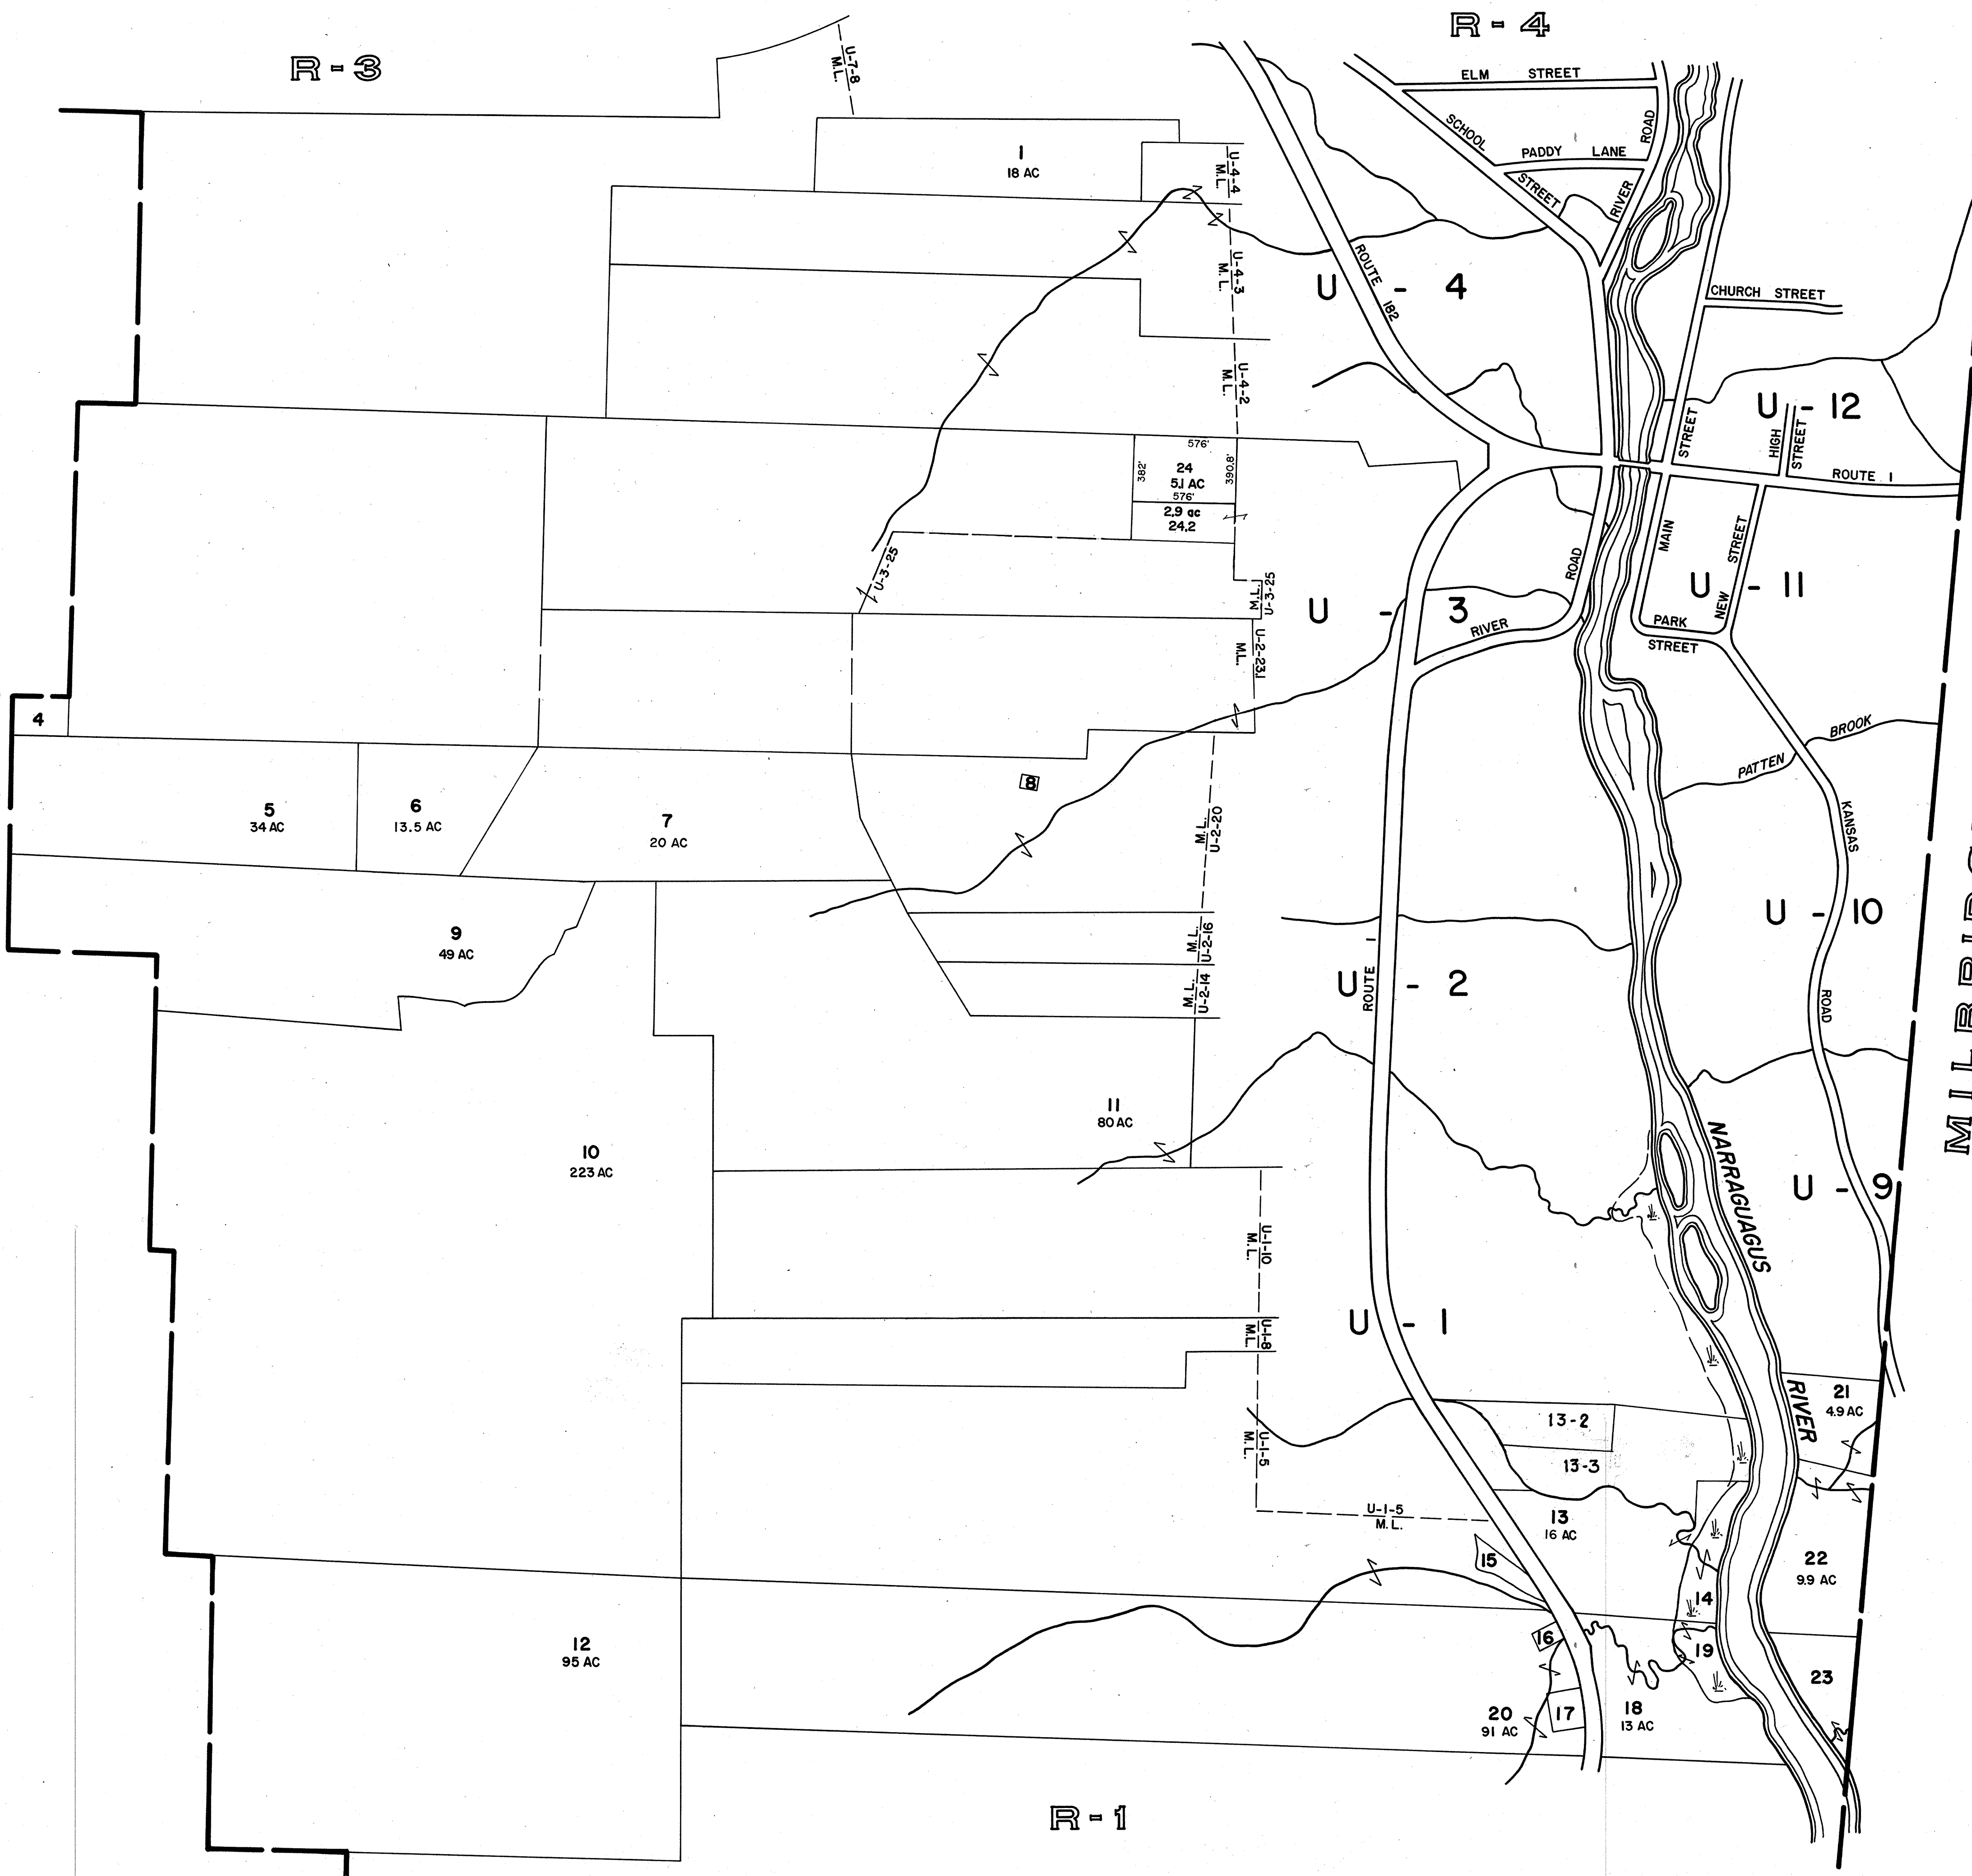 R-3
R-4
U-7-8
M.L.
ELM STREET
SCHOOL STREET
PADDY LANE
RIVER ROAD
1
18 AC
U-4-4
M.L.
U-4-3
M.L.
ROUTE 182
U - 4
CHURCH STREET
U-4-2
M.L.
U - 12
HIGH STREET
MAIN STREET
ROUTE 1
576'
382'
24
5.1 AC
390.8'
576'
2.9 ac
24.2
U-3-25
M.L.
U-3-25
NEW STREET
U - 11
U - 3
RIVER ROAD
PARK STREET
U-2-23.1
M.L.
4
PATTEN BROOK
5
34 AC
6
13.5 AC
7
20 AC
8
M.L.
U-2-20
KANSAS ROAD
9
49 AC
M.L.
U-2-16
U - 10
M.L.
U-2-14
ROUTE 1
U - 2
11
80 AC
10
223 AC
NARRAGUAGUS RIVER
U - 9
U-1-10
M.L.
U-1-8
M.L.
U - 1
U-1-5
M.L.
13-2
21
4.9 AC
13-3
U-1-5
M.L.
13
16 AC
15
22
9.9 AC
14
12
95 AC
16
19
23
20
91 AC
17
18
13 AC
R-1